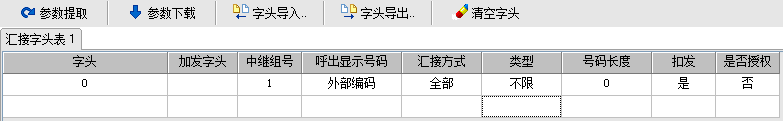 参数提取 参数下载 字头导入.. 字头导出.. 清空字头
汇接字头表 1
字头 加发字头 中继组号 呼出显示号码 汇接方式 类型 号码长度 扣发 是否授权
0 1 外部编码 全部 不限 0 是 否